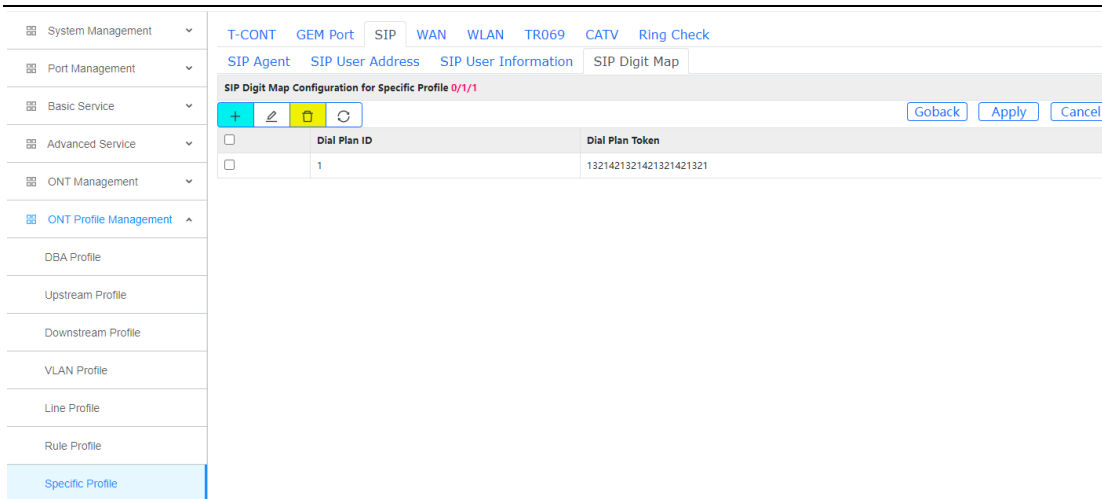 System Management
Port Management
Basic Service
Advanced Service
ONT Management
ONT Profile Management
DBA Profile
Upstream Profile
Downstream Profile
VLAN Profile
Line Profile
Rule Profile
Specific Profile
T-CONT GEM Port SIP WAN WLAN TR069 CATV Ring Check
SIP Agent SIP User Address SIP User Information SIP Digit Map
SIP Digit Map Configuration for Specific Profile 0/1/1
Goback Apply Cancel
Dial Plan ID Dial Plan Token
1 1321421321421321421321